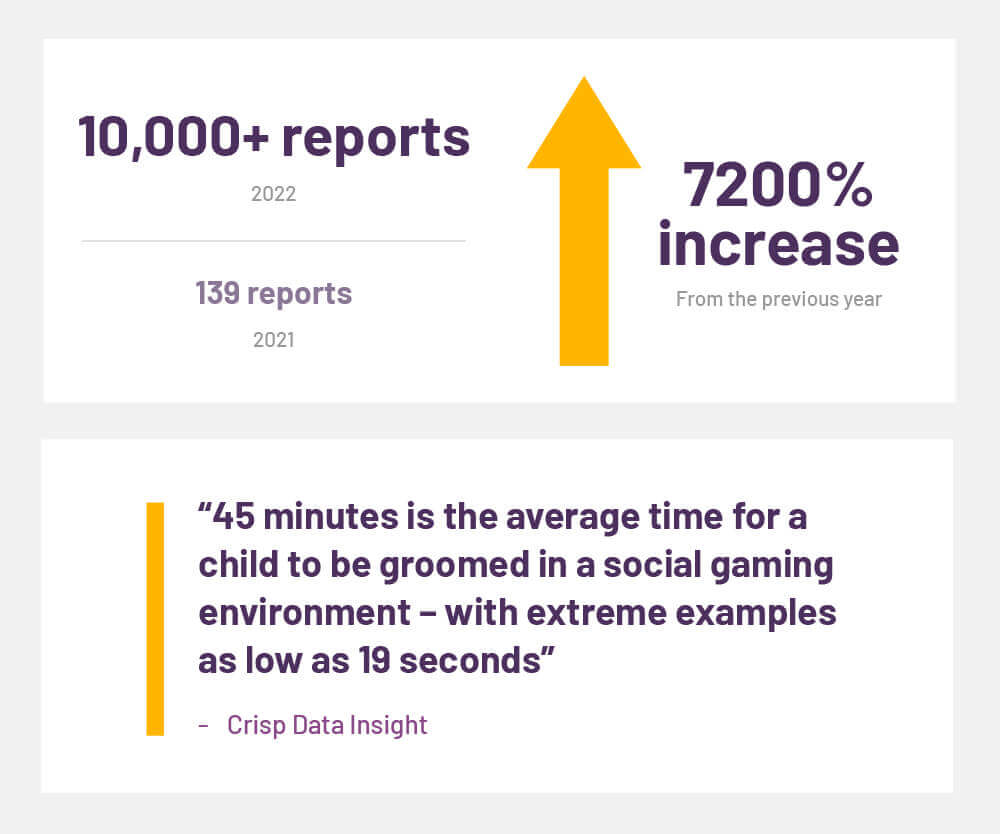 10,000+ reports
2022
139 reports
2021
7200%
increase
From the previous year
“45 minutes is the average time for a
child to be groomed in a social gaming
environment – with extreme examples
as low as 19 seconds”
– Crisp Data Insight